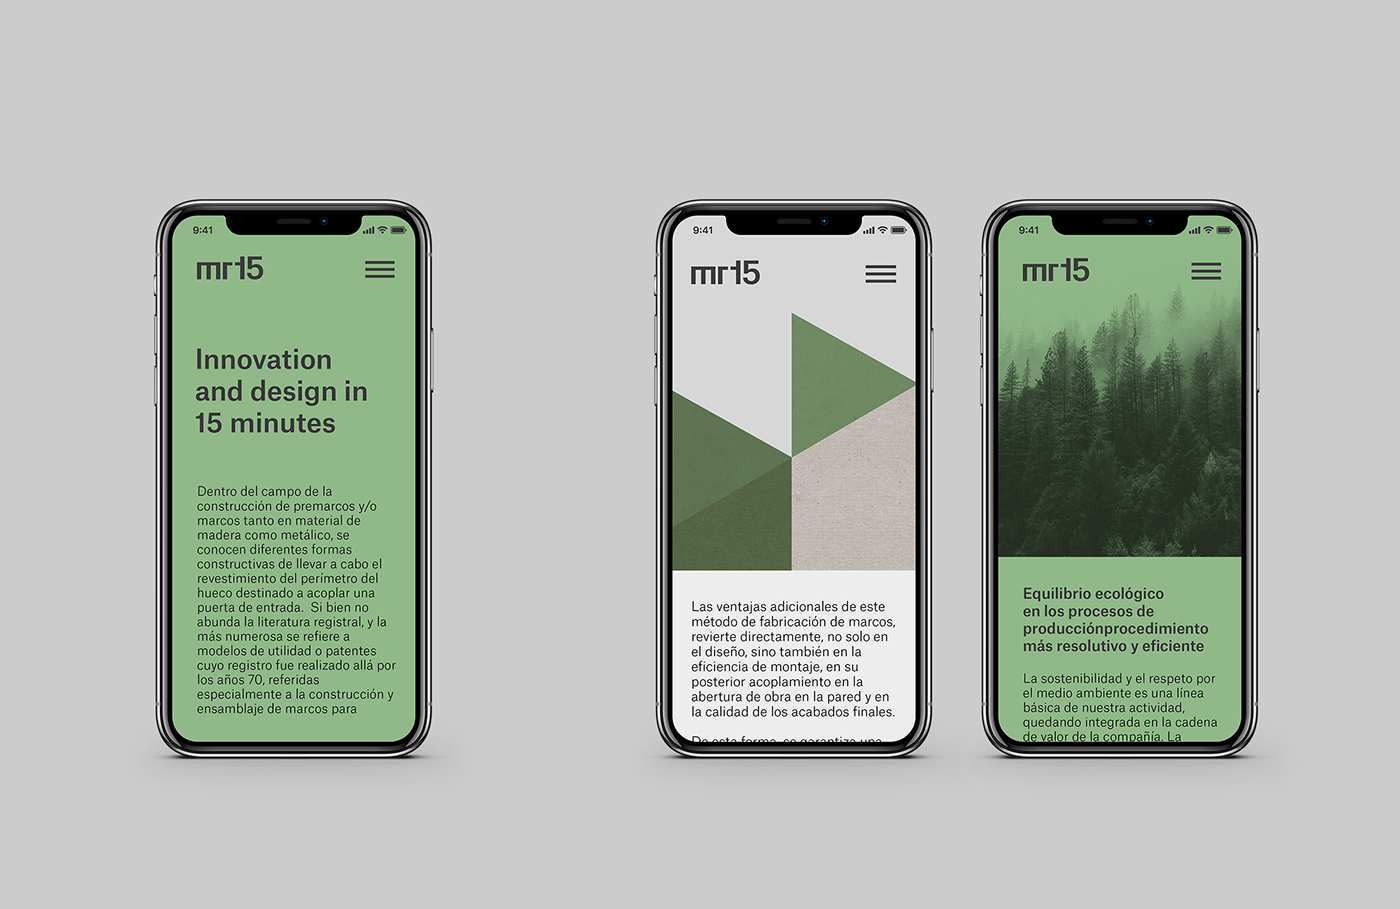 9:41
mr15
Innovation
and design in
15 minutes
Dentro del campo de la
construcción de premarcos y/o
marcos tanto en material de
madera como metálico, se
conocen diferentes formas
constructivas de llevar a cabo el
revestimiento del perímetro del
hueco destinado a acoplar una
puerta de entrada.  Si bien no
abunda la literatura registral, y la
más numerosa se refiere a
modelos de utilidad o patentes
cuyo registro fue realizado allá por
los años 70, referidas
especialmente a la construcción y
ensamblaje de marcos para
9:41
mr15
Las ventajas adicionales de este
método de fabricación de marcos,
revierte directamente, no solo en
el diseño, sino también en la
eficiencia de montaje, en su
posterior acoplamiento en la
abertura de obra en la pared y en
la calidad de los acabados finales.
De esta forma, se garantiza una
9:41
mr15
Equilibrio ecológico
en los procesos de
producciónprocedimiento
más resolutivo y eficiente
La sostenibilidad y el respeto por
el medio ambiente es una línea
básica de nuestra actividad,
quedando integrada en la cadena
de valor de la compañía. La